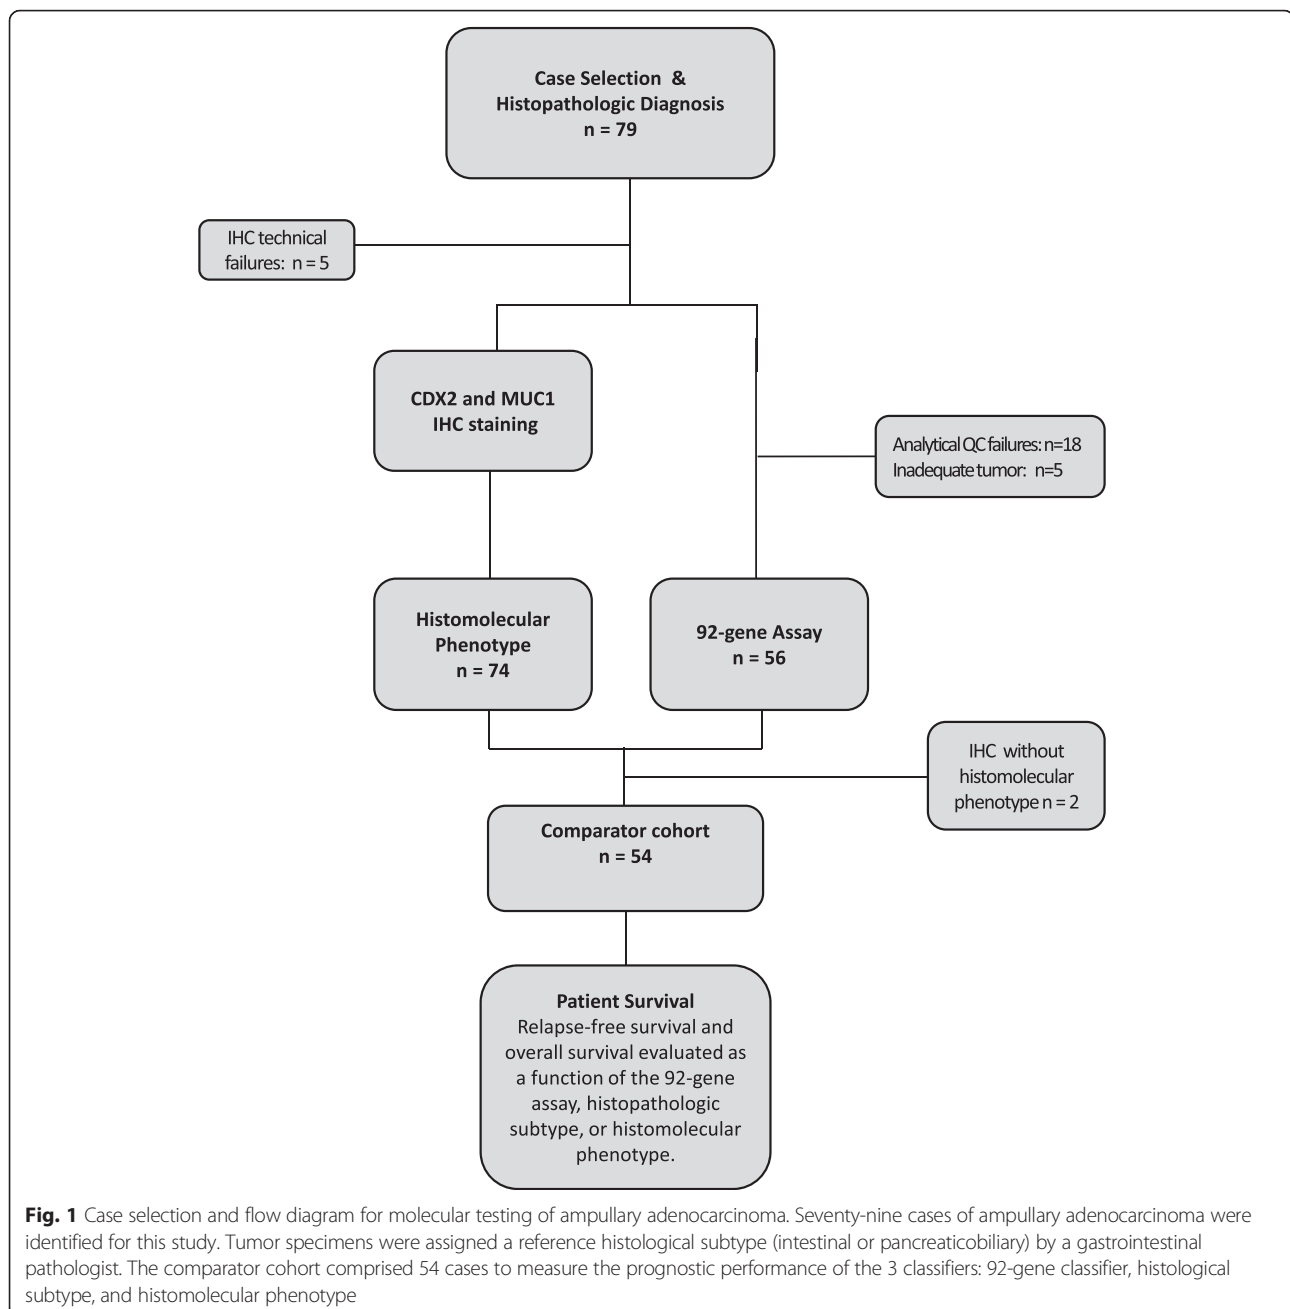 Case Selection &
Histopathologic Diagnosis
n = 79
IHC technical
failures: n = 5
CDX2 and MUC1
IHC staining
Analytical QC failures: n=18
Inadequate tumor: n=5
Histomolecular
Phenotype
n = 74
92-gene Assay
n = 56
IHC without
histomolecular
phenotype n = 2
Comparator cohort
n = 54
Patient Survival
Relapse-free survival and
overall survival evaluated as
a function of the 92-gene
assay, histopathologic
subtype, or histomolecular
phenotype.
Fig. 1 Case selection and flow diagram for molecular testing of ampullary adenocarcinoma. Seventy-nine cases of ampullary adenocarcinoma were
identified for this study. Tumor specimens were assigned a reference histological subtype (intestinal or pancreaticobiliary) by a gastrointestinal
pathologist. The comparator cohort comprised 54 cases to measure the prognostic performance of the 3 classifiers: 92-gene classifier, histological
subtype, and histomolecular phenotype